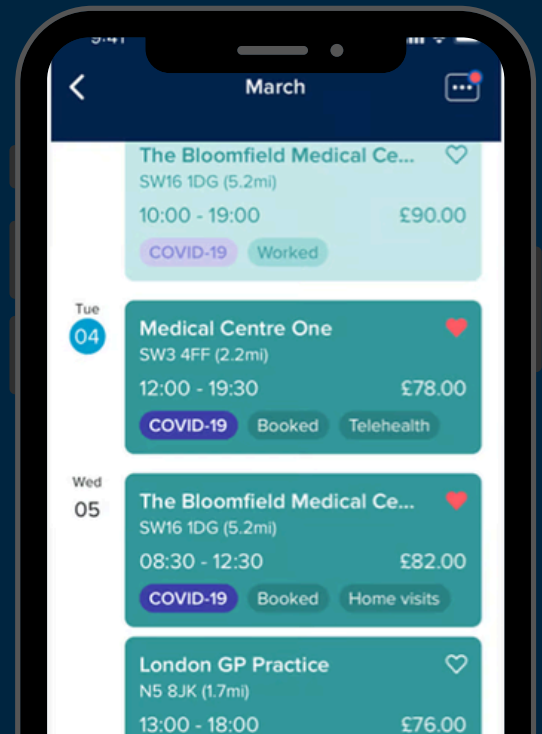 9:41
March
The Bloomfield Medical Ce...
SW16 1DG (5.2mi)
10:00 - 19:00 £90.00
COVID-19 Worked
Tue
04
Medical Centre One
SW3 4FF (2.2mi)
12:00 - 19:30 £78.00
COVID-19 Booked Telehealth
Wed
05
The Bloomfield Medical Ce...
SW16 1DG (5.2mi)
08:30 - 12:30 £82.00
COVID-19 Booked Home visits
London GP Practice
N5 8JK (1.7mi)
13:00 - 18:00 £76.00